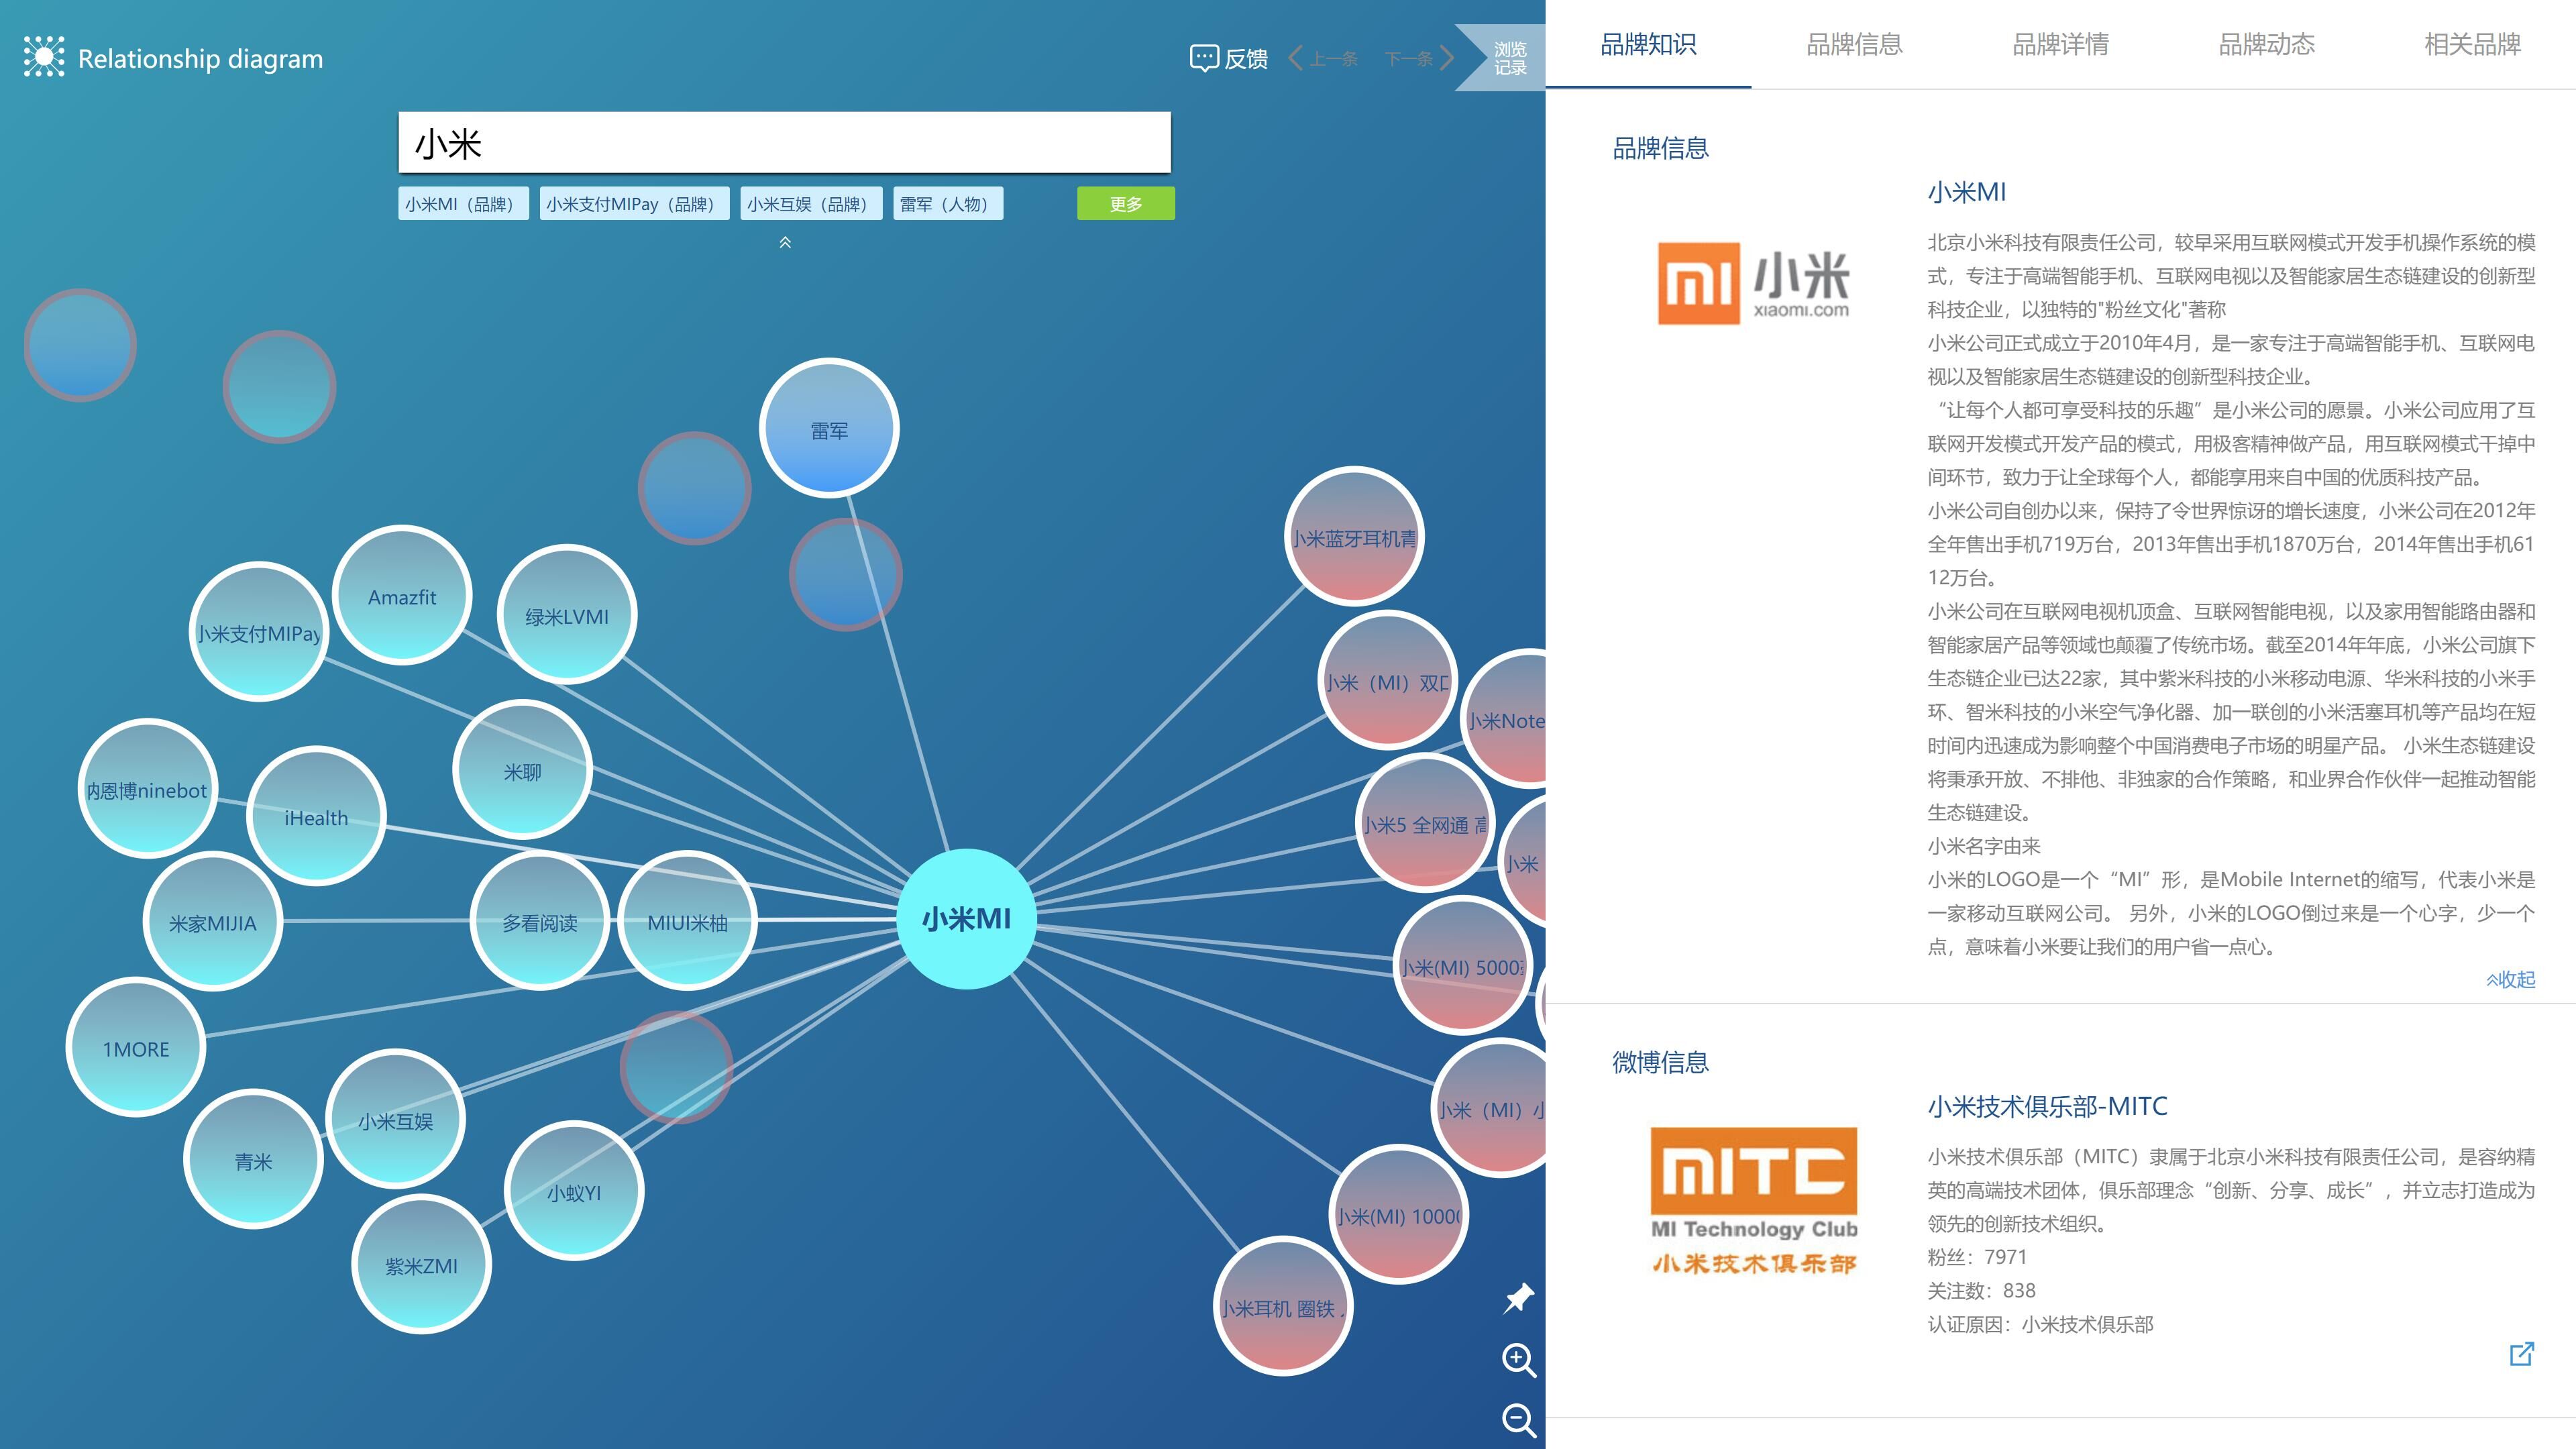 Relationship diagram
反馈
上一条
下一条
浏览
记录
小米
小米MI（品牌）
小米支付MIPay（品牌）
小米互娱（品牌）
雷军（人物）
更多
雷军
Amazfit
绿米LVMI
小米支付MIPay
米聊
内恩博ninebot
iHealth
米家MIJIA
多看阅读
MIUI米柚
小米MI
1MORE
小米互娱
青米
小蚁YI
紫米ZMI
小米蓝牙耳机青
小米（MI）双口
小米Note
小米5 全网通 高
小米
小米(MI) 5000
小米（MI）小
小米(MI) 10000
小米耳机 圈铁
品牌知识
品牌信息
品牌详情
品牌动态
相关品牌
品牌信息
mi 小米
xiaomi.com
小米MI
北京小米科技有限责任公司，较早采用互联网模式开发手机操作系统的模
式，专注于高端智能手机、互联网电视以及智能家居生态链建设的创新型
科技企业，以独特的"粉丝文化"著称
小米公司正式成立于2010年4月，是一家专注于高端智能手机、互联网电
视以及智能家居生态链建设的创新型科技企业。
“让每个人都可享受科技的乐趣”是小米公司的愿景。小米公司应用了互
联网开发模式开发产品的模式，用极客精神做产品，用互联网模式干掉中
间环节，致力于让全球每个人，都能享用来自中国的优质科技产品。
小米公司自创办以来，保持了令世界惊讶的增长速度，小米公司在2012年
全年售出手机719万台，2013年售出手机1870万台，2014年售出手机61
12万台。
小米公司在互联网电视机顶盒、互联网智能电视，以及家用智能路由器和
智能家居产品等领域也颠覆了传统市场。截至2014年年底，小米公司旗下
生态链企业已达22家，其中紫米科技的小米移动电源、华米科技的小米手
环、智米科技的小米空气净化器、加一联创的小米活塞耳机等产品均在短
时间内迅速成为影响整个中国消费电子市场的明星产品。 小米生态链建设
将秉承开放、不排他、非独家的合作策略，和业界合作伙伴一起推动智能
生态链建设。
小米名字由来
小米的LOGO是一个“MI”形，是Mobile Internet的缩写，代表小米是
一家移动互联网公司。 另外，小米的LOGO倒过来是一个心字，少一个
点，意味着小米要让我们的用户省一点心。
收起
微博信息
MITC
MI Technology Club
小米技术俱乐部
小米技术俱乐部-MITC
小米技术俱乐部（MITC）隶属于北京小米科技有限责任公司，是容纳精
英的高端技术团体，俱乐部理念“创新、分享、成长”，并立志打造成为
领先的创新技术组织。
粉丝：7971
关注数：838
认证原因：小米技术俱乐部